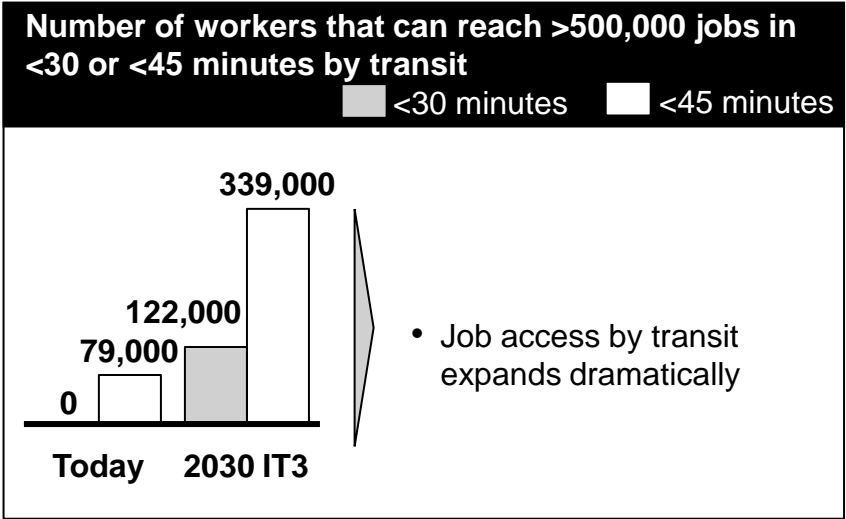 Number of workers that can reach >500,000 jobs in
<30 or <45 minutes by transit
<30 minutes <45 minutes
339,000
122,000
79,000
0
• Job access by transit
expands dramatically
Today 2030 IT3